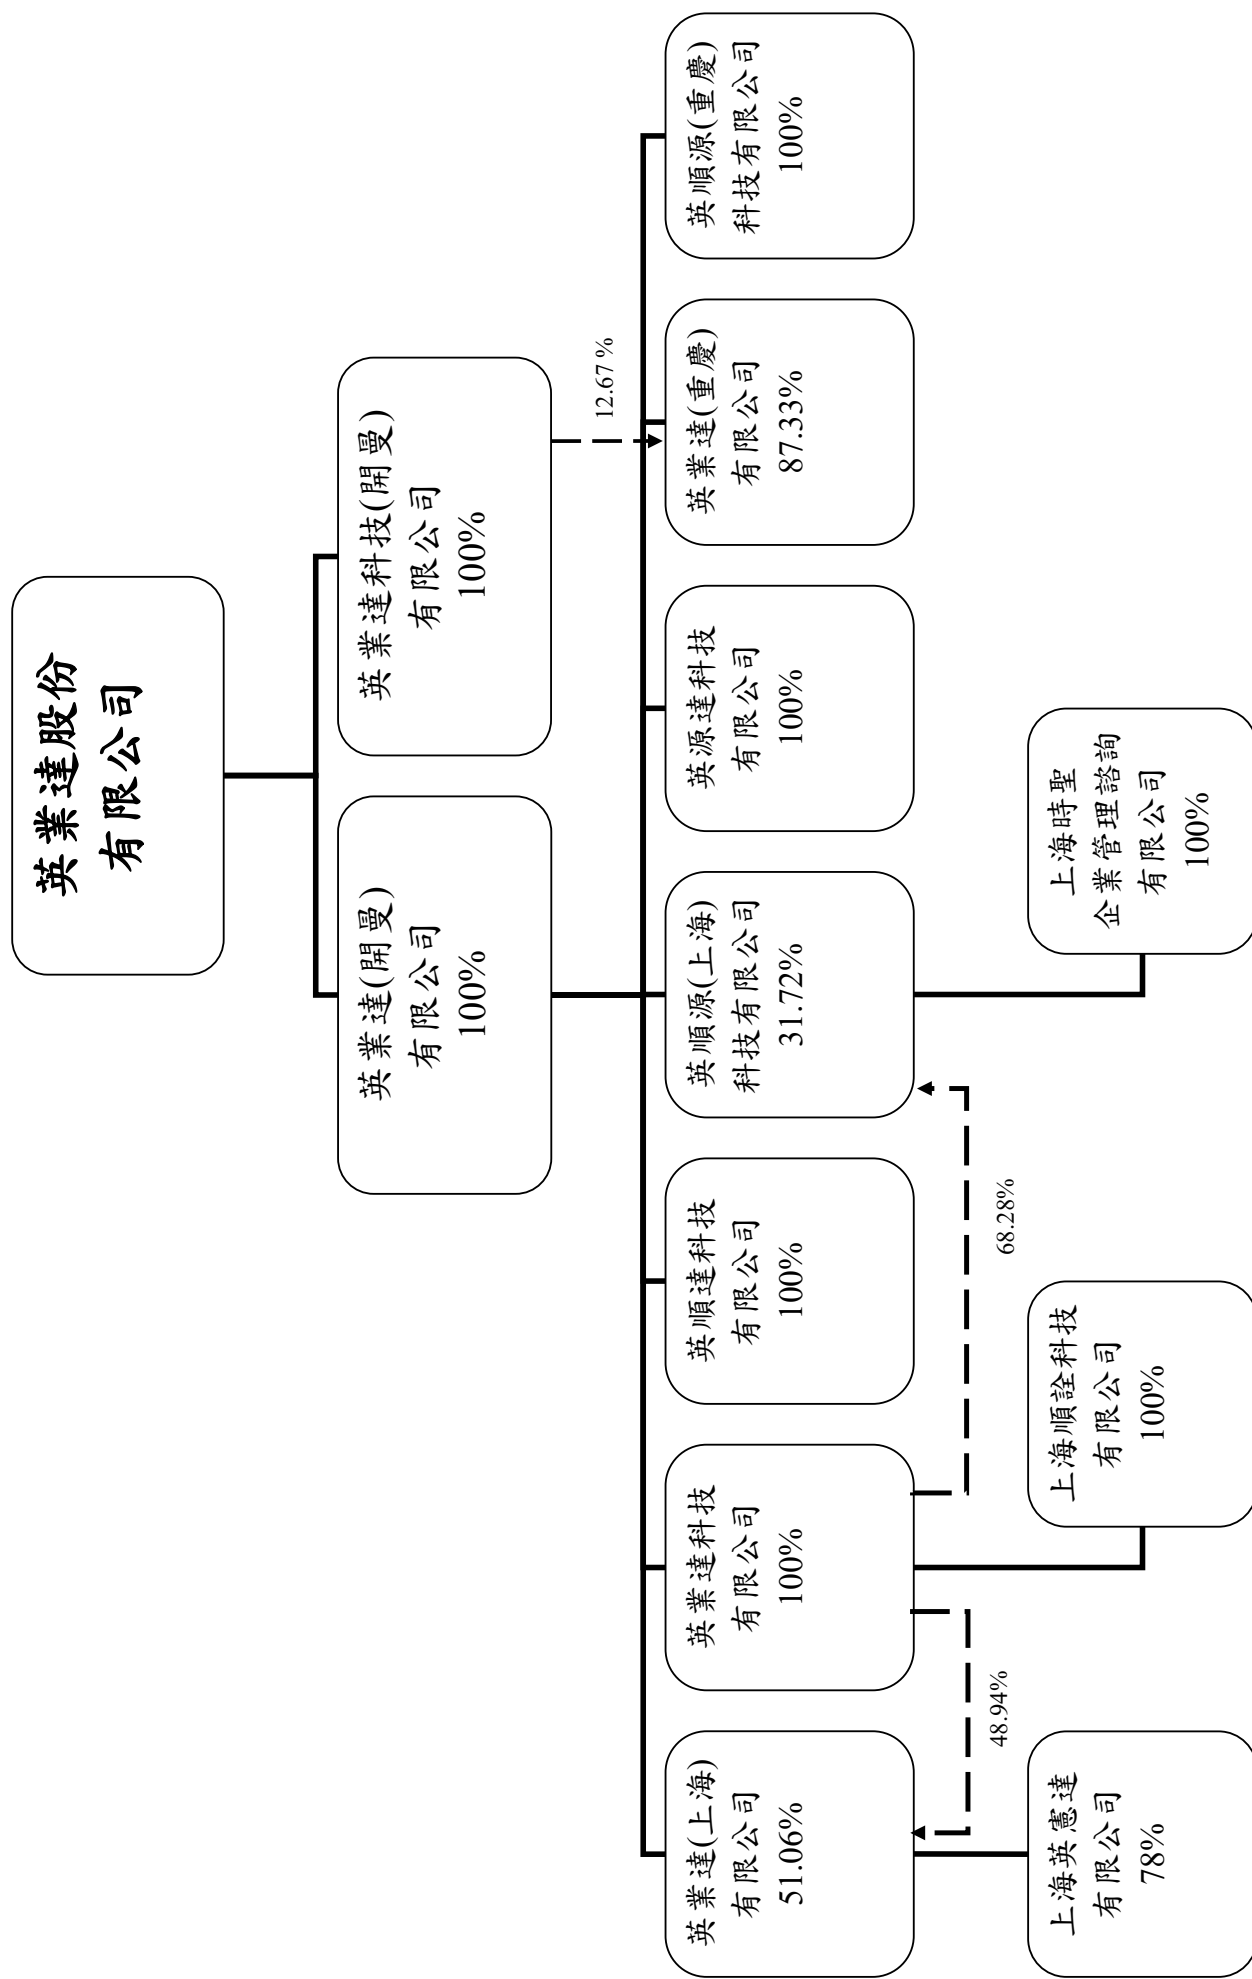 英業達股份
有限公司
英業達(開曼)
有限公司
100%
英業達科技(開曼)
有限公司
100%
12.67 %
英業達(上海)
有限公司
51.06%
英業達科技
有限公司
100%
英順達科技
有限公司
100%
英順源(上海)
科技有限公司
31.72%
英源達科技
有限公司
100%
英業達(重慶)
有限公司
87.33%
英順源(重慶)
科技有限公司
100%
48.94%
68.28%
上海英憲達
有限公司
78%
上海順詮科技
有限公司
100%
上海時聖
企業管理諮詢
有限公司
100%